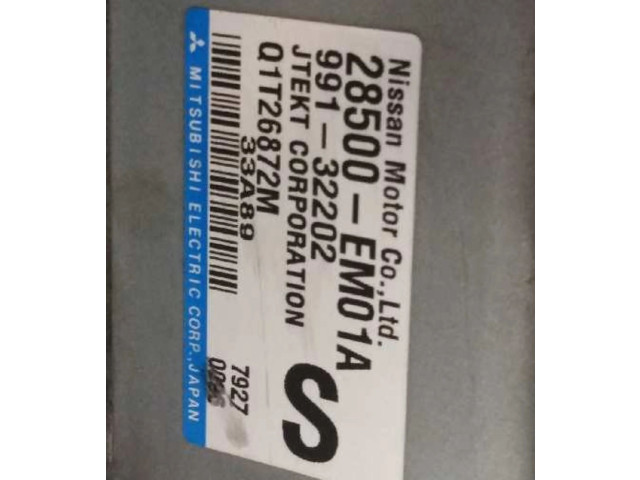 Nissan Motor Co.,Ltd.
28500-EM01A
991-32202
JTEKT CORPORATION
S
Q1T26872M
33A89
7927
MITSUBISHI ELECTRIC CORP.,JAPAN